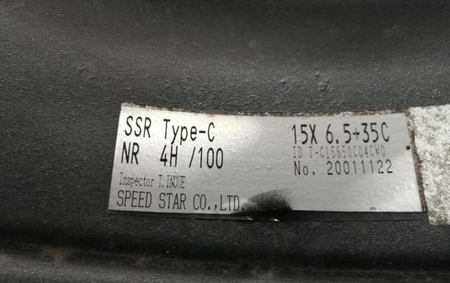 SSR Type-C 15X 6.5+35C
NR 4H /100
No. 20011122
Inspector T.INOUE
SPEED STAR CO.,LTD.